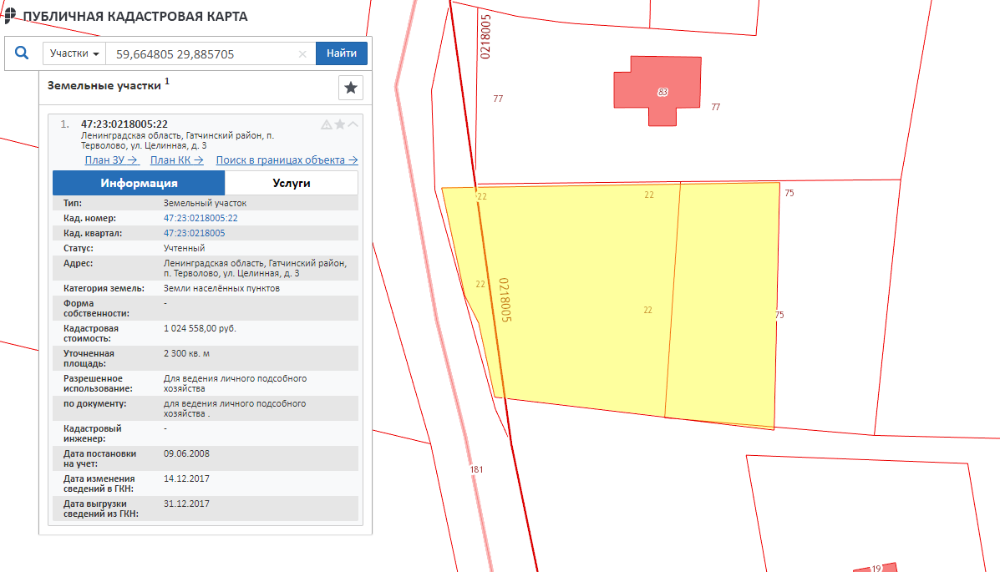 ПУБЛИЧНАЯ КАДАСТРОВАЯ КАРТА
Участки 59,664805 29,885705 Найти
Земельные участки 1
1. 47:23:0218005:22
Ленинградская область, Гатчинский район, п.
Терволово, ул. Целинная, д. 3
План ЗУ → План КК → Поиск в границах объекта →
Информация Услуги
Тип: Земельный участок
Кад. номер: 47:23:0218005:22
Кад. квартал: 47:23:0218005
Статус: Учтенный
Адрес: Ленинградская область, Гатчинский район,
п. Терволово, ул. Целинная, д. 3
Категория земель: Земли населённых пунктов
Форма -
собственности:
Кадастровая 1 024 558,00 руб.
стоимость:
Уточненная 2 300 кв. м
площадь:
Разрешенное Для ведения личного подсобного
использование: хозяйства
по документу: для ведения личного подсобного
хозяйства .
Кадастровый -
инженер:
Дата постановки 09.06.2008
на учет:
Дата изменения 14.12.2017
сведений в ГКН:
Дата выгрузки 31.12.2017
сведений из ГКН:
0218005
77
83
77
22
22
75
22
0218005
22
75
181
19